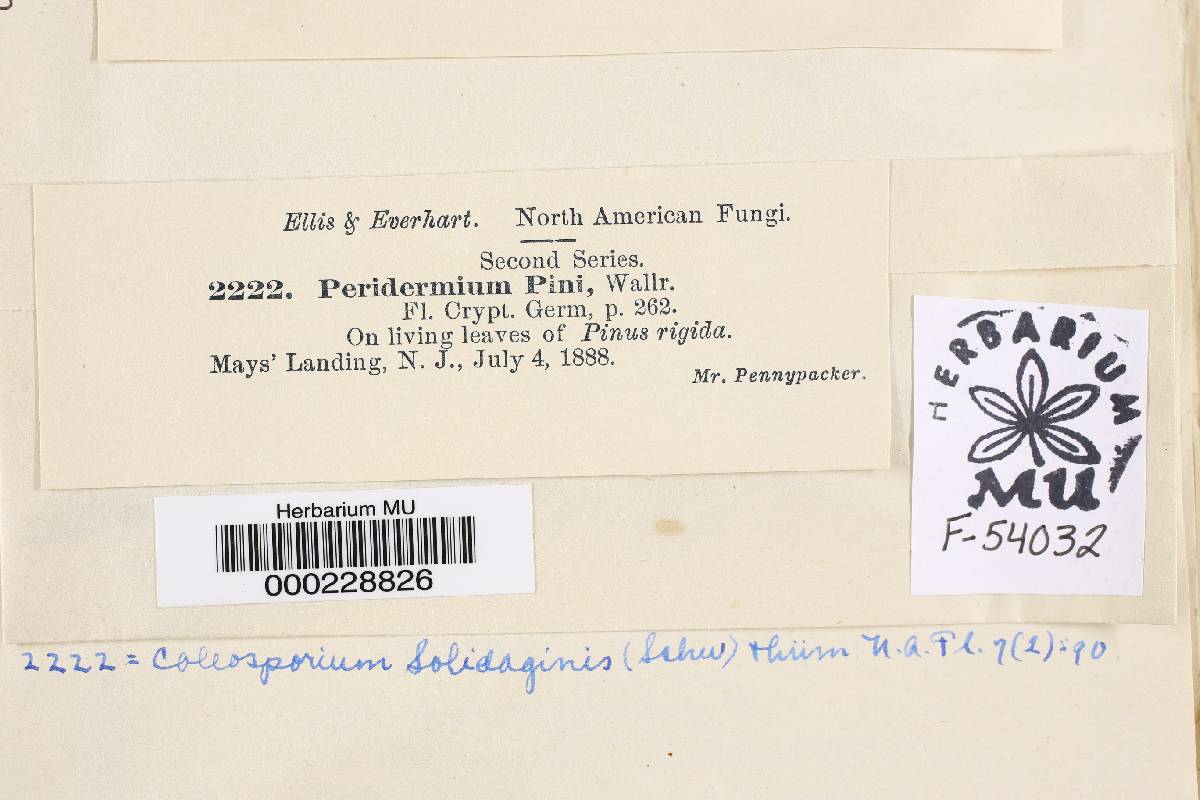 Ellis & Everhart. North American Fungi.
Second Series.
2222. Peridermium Pini, Wallr.
Fl. Crypt. Germ, p. 262.
On living leaves of Pinus rigida.
Mays' Landing, N. J., July 4, 1888.
Mr. Pennypacker.
HERBARIUM
MU
F-54032
Herbarium MU
000228826
2222 = Coleosporium Solidaginis (Schw) thüm N.A.Fl. 7(2):90